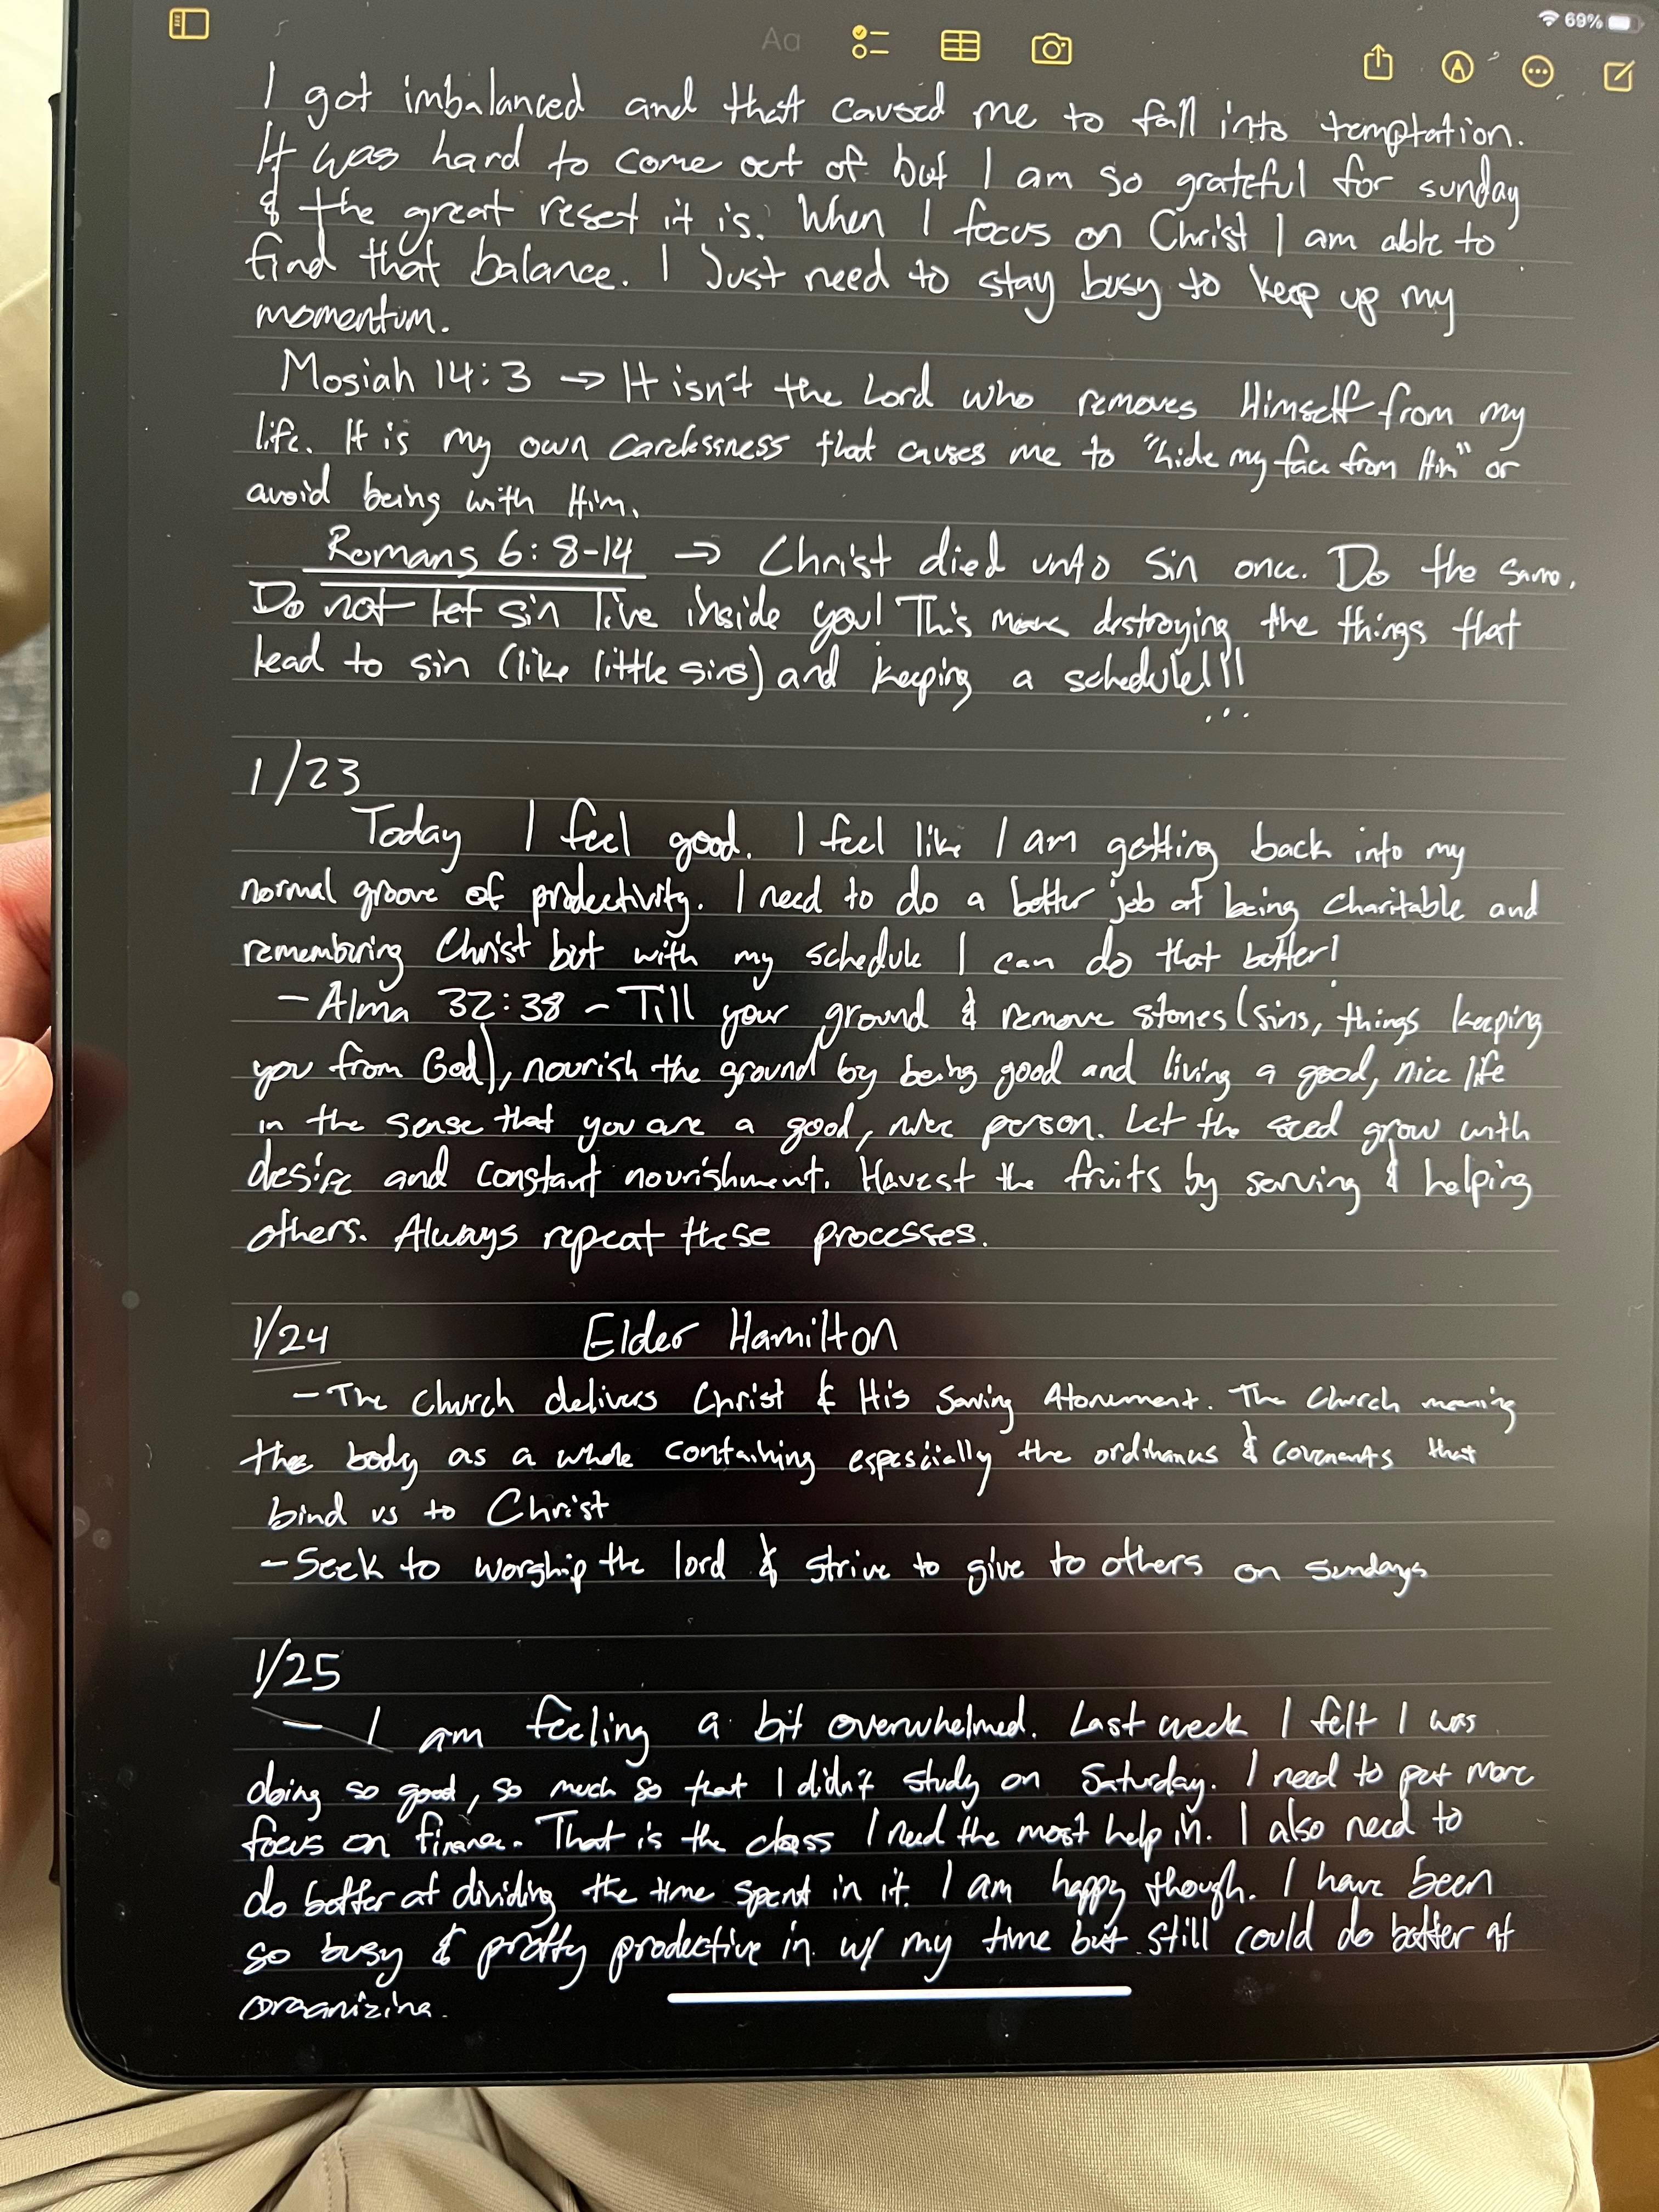 69%
Aa
I got imbalanced and that caused me to fall into temptation.
It was hard to come out of but I am so grateful for sunday
& the great reset it is. When I focus on Christ I am able to
find that balance. I Just need to stay busy to keep up my
momentum.
Mosiah 14:3 → It isn't the Lord who removes Himself from my
life. It is my own carelessness that causes me to "hide my face from Him" or
avoid being with Him.
Romans 6:8-14 → Christ died unto sin once. Do the same.
Do not let sin live inside you! This means destroying the things that
lead to sin (like little sins) and keeping a schedule!!!
...
1/23
Today I feel good. I feel like I am getting back into my
normal groove of productivity. I need to do a better job at being charitable and
remembering Christ but with my schedule I can do that better!
- Alma 32:38 - Till your ground & remove stones (sins, things keeping
you from God), nourish the ground by being good and living a good, nice life
in the sense that you are a good, nice person. Let the seed grow with
desire and constant nourishment. Havest the fruits by serving & helping
others. Always repeat these processes.
1/24 Elder Hamilton
- The Church delivers Christ & His Saving Atonement. The Church meaning
the body as a whole containing espescially the ordinances & covenants that
bind us to Christ
- Seek to worship the lord & strive to give to others on Sundays
1/25
- I am feeling a bit overwhelmed. Last week I felt I was
doing so good, so much so that I didn't study on Saturday. I need to put more
focus on finance. That is the class I need the most help in. I also need to
do better at dividing the time spent in it. I am happy though. I have been
so busy & pretty prodective in w/ my time but still could do better at
organizing.